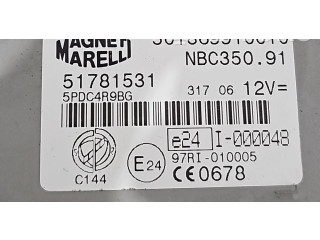 MAGNETI
MARELLI
NBC350.91
51781531
5PDC4R9BG
317 06 12V=
e24 I-000048
97RI-010005
C144
E24
CE0678